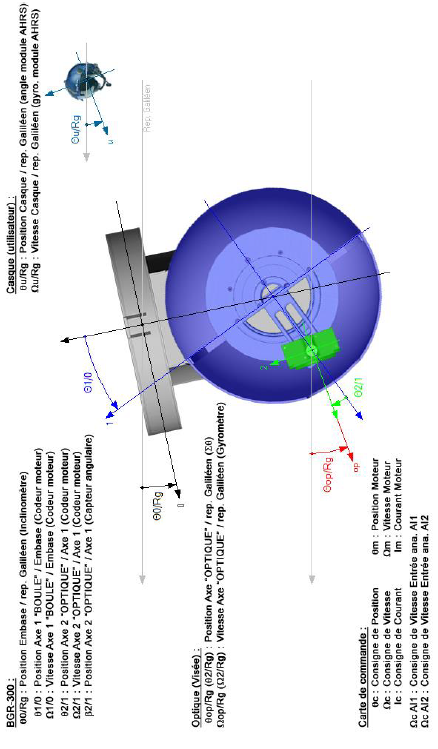 Casque (utilisateur) :
θu/Rg : Position Casque / rep. Galiléen (angle module AHRS)
Ωu/Rg : Vitesse Casque / rep. Galiléen (gyro. module AHRS)
Θu/Rg
u
Rep. Galiléen
Θ1/0
1
Θ0/Rg
0
2
Θ2/1
Θop/Rg
op
BGR-300 :
θ0/Rg : Position Embase / rep. Galiléen (Inclinomètre)
θ1/0 : Position Axe 1 "BOULE" / Embase (Codeur moteur)
Ω1/0 : Vitesse Axe 1 "BOULE" / Embase (Codeur moteur)
θ2/1 : Position Axe 2 "OPTIQUE" / Axe 1 (Codeur moteur)
Ω2/1 : Vitesse Axe 2 "OPTIQUE" / Axe 1 (Codeur moteur)
β2/1 : Position Axe 2 "OPTIQUE" / Axe 1 (Capteur angulaire)
Optique (Visée) :
θop/Rg (θ2/Rg) : Position Axe "OPTIQUE" / rep. Galiléen (Σθ)
Ωop/Rg (Ω2/Rg) : Vitesse Axe "OPTIQUE" / rep. Galiléen (Gyromètre)
Carte de commande :
θc : Consigne de Position
Ωc : Consigne de Vitesse
Ic : Consigne de Courant
Ωc AI1 : Consigne de Vitesse Entrée ana. AI1
Ωc AI2 : Consigne de Vitesse Entrée ana. AI2
θm : Position Moteur
Ωm : Vitesse Moteur
Im : Courant Moteur